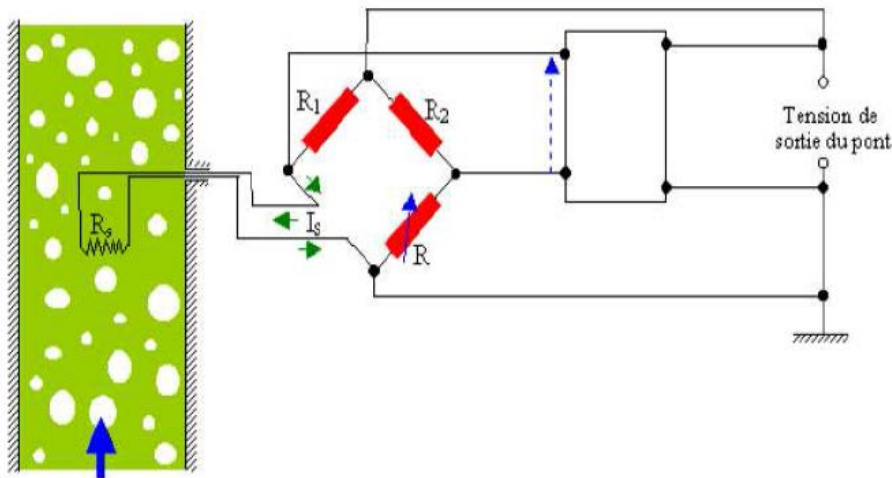 R₁
R₂
Tension de
sortie du pont
Rₛ
Iₛ
R